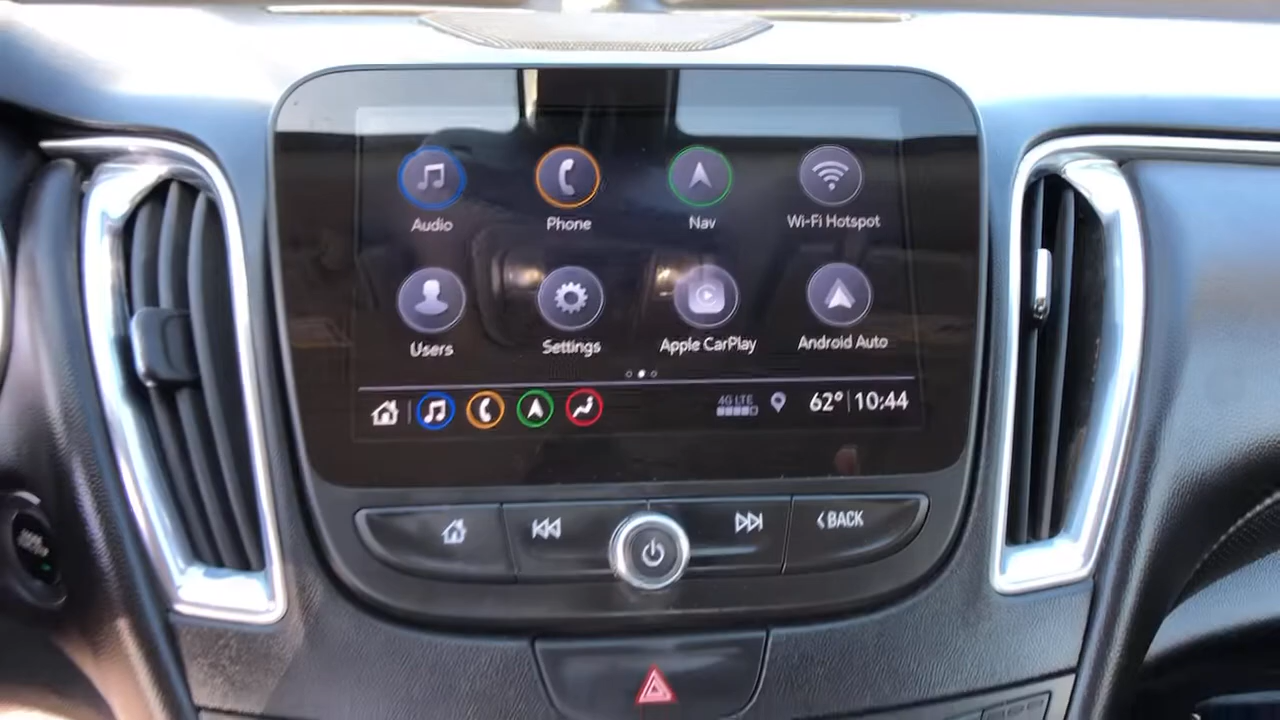 Audio
Phone
Nav
Wi-Fi Hotspot
Users
Settings
Apple CarPlay
Android Auto
4G LTE
62°
10:44
BACK